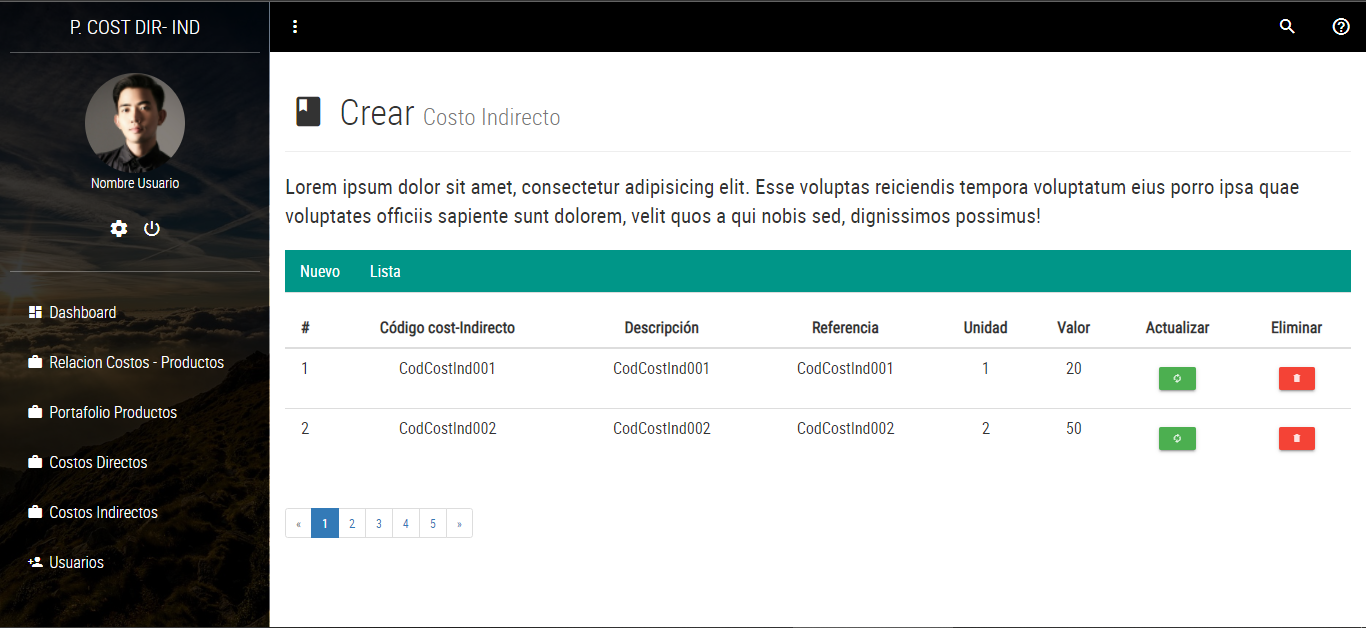 P. COST DIR- IND
Nombre Usuario
Dashboard
Relacion Costos - Productos
Portafolio Productos
Costos Directos
Costos Indirectos
Usuarios
Crear Costo Indirecto
Lorem ipsum dolor sit amet, consectetur adipisicing elit. Esse voluptas reiciendis tempora voluptatum eius porro ipsa quae
voluptates officiis sapiente sunt dolorem, velit quos a qui nobis sed, dignissimos possimus!
Nuevo Lista
# Código cost-Indirecto Descripción Referencia Unidad Valor Actualizar Eliminar
1 CodCostInd001 CodCostInd001 CodCostInd001 1 20
2 CodCostInd002 CodCostInd002 CodCostInd002 2 50
« 1 2 3 4 5 »